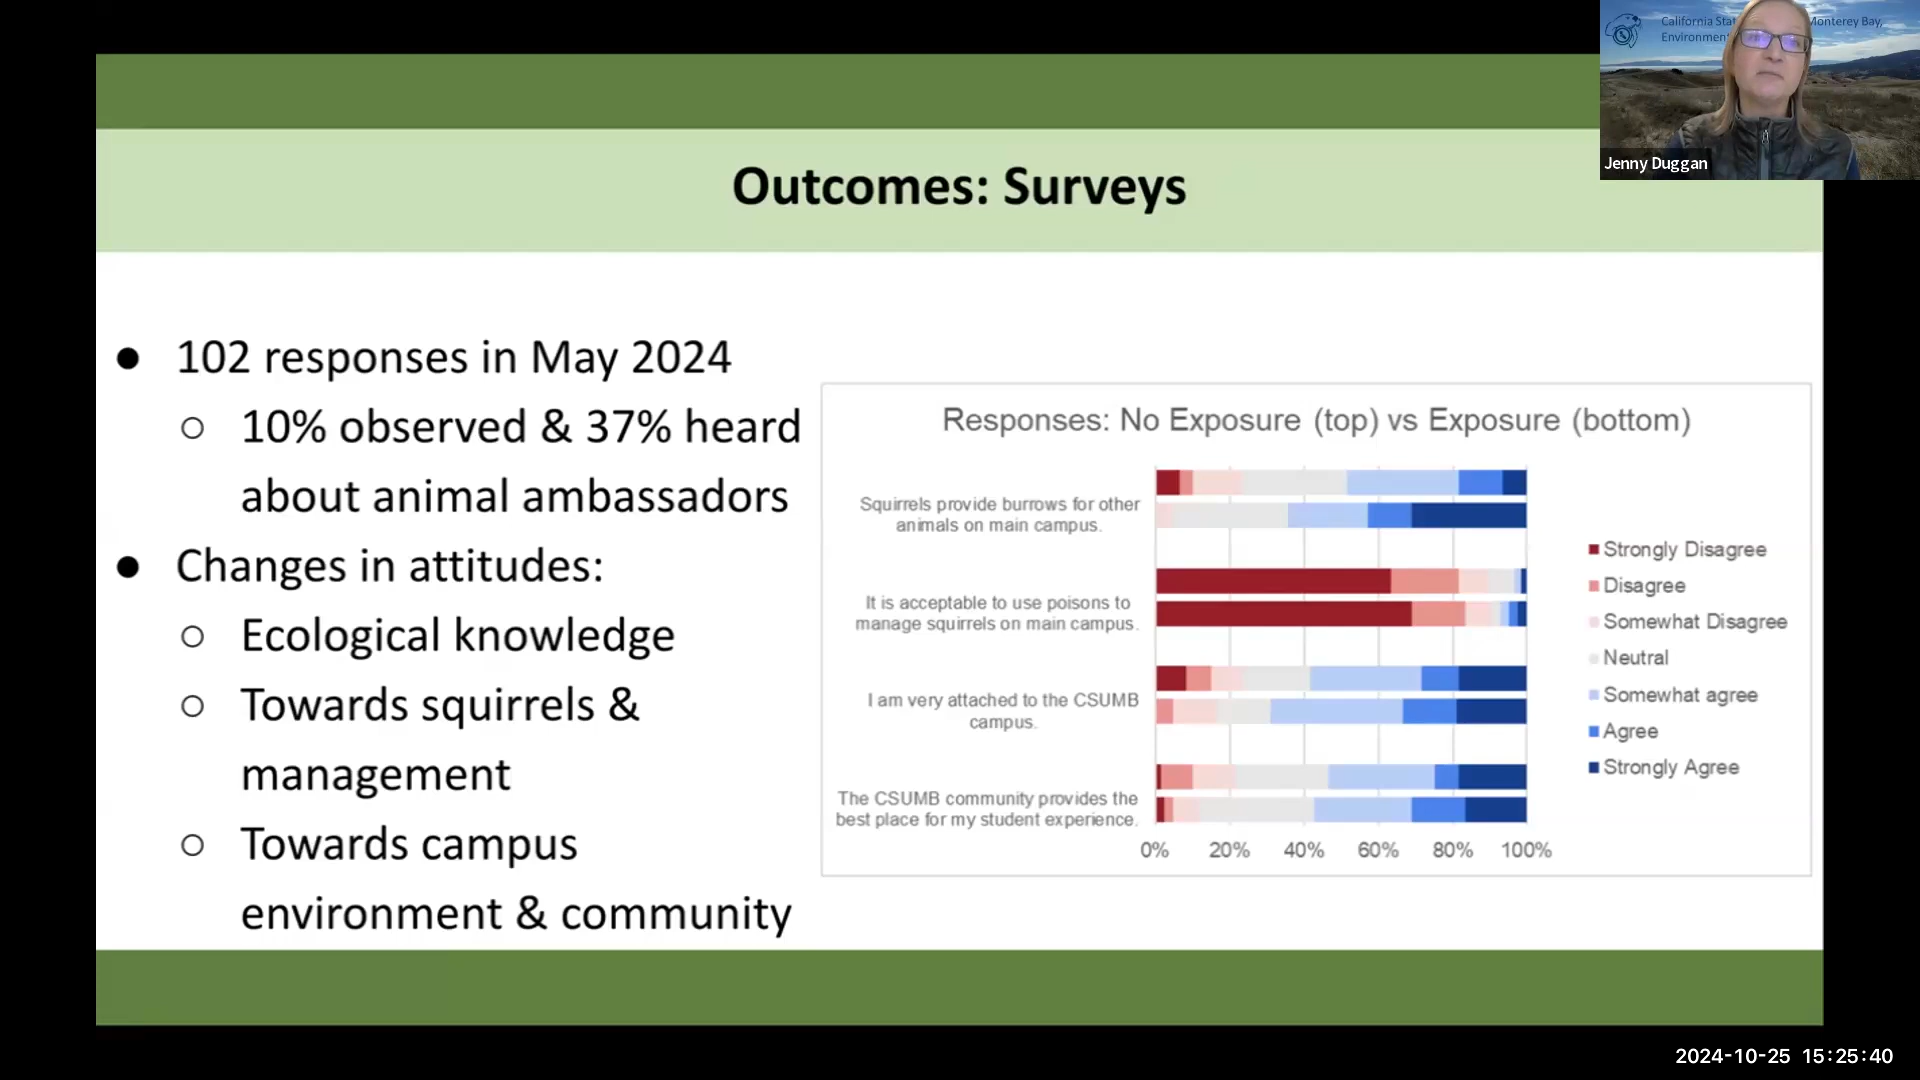 California Stat Monterey Bay,
Environmen
Jenny Duggan
Outcomes: Surveys
● 102 responses in May 2024
○ 10% observed & 37% heard
about animal ambassadors
● Changes in attitudes:
○ Ecological knowledge
○ Towards squirrels &
management
○ Towards campus
environment & community
Responses: No Exposure (top) vs Exposure (bottom)
Squirrels provide burrows for other
animals on main campus.
It is acceptable to use poisons to
manage squirrels on main campus.
I am very attached to the CSUMB
campus.
The CSUMB community provides the
best place for my student experience.
0% 20% 40% 60% 80% 100%
Strongly Disagree
Disagree
Somewhat Disagree
Neutral
Somewhat agree
Agree
Strongly Agree
2024-10-25 15:25:40